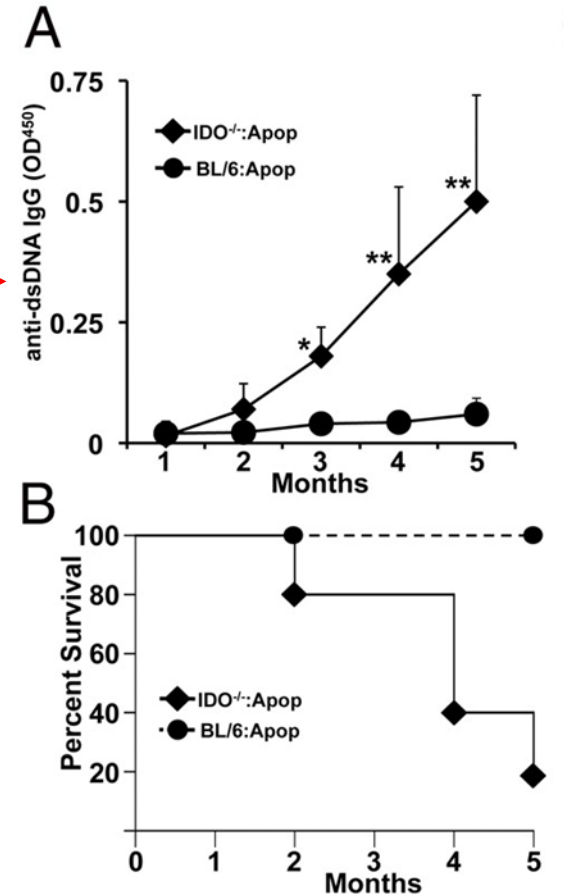 A
anti-dsDNA IgG (OD⁴⁵⁰)
0.75
0.5
0.25
0
IDO⁻/⁻:Apop
BL/6:Apop
*
**
**
1 2 3 4 5
Months
B
Percent Survival
100
80
60
40
20
IDO⁻/⁻:Apop
BL/6:Apop
0 1 2 3 4 5
Months